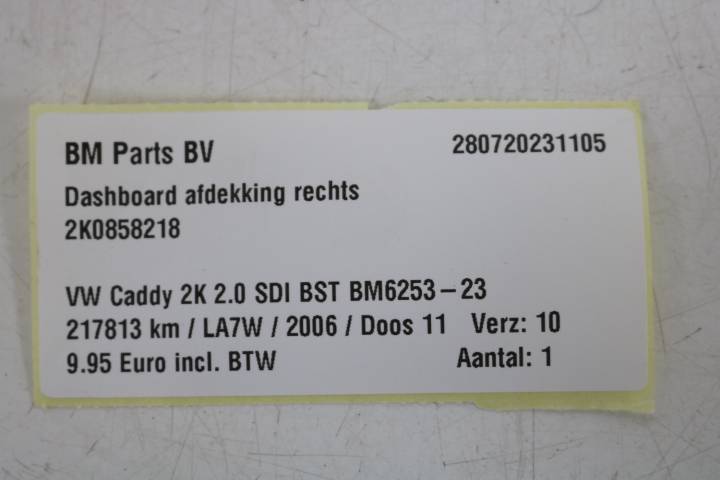 BM Parts BV 280720231105
Dashboard afdekking rechts
2K0858218
VW Caddy 2K 2.0 SDI BST BM6253-23
217813 km / LA7W / 2006 / Doos 11 Verz: 10
9.95 Euro incl. BTW Aantal: 1